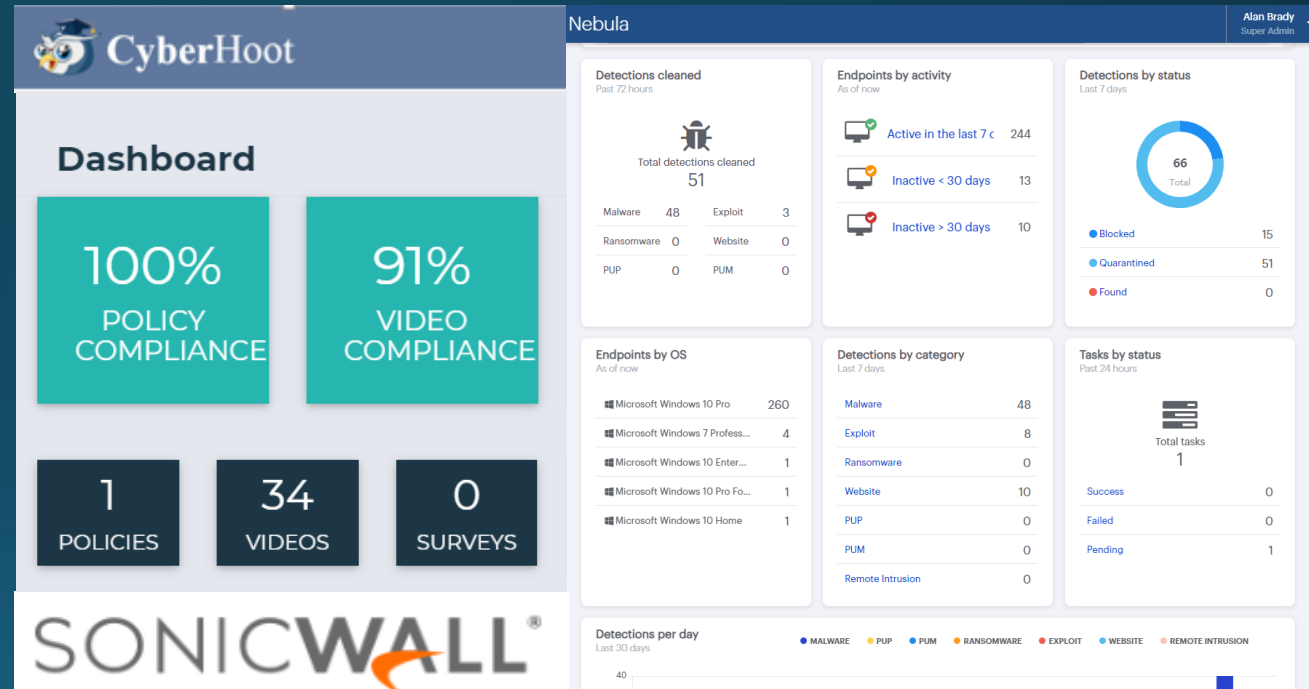 CyberHoot
Dashboard
100%
POLICY
COMPLIANCE
91%
VIDEO
COMPLIANCE
1
POLICIES
34
VIDEOS
0
SURVEYS
SONICWALL®
Nebula
Alan Brady
Super Admin
Detections cleaned
Past 72 hours
Total detections cleaned
51
Malware 48 Exploit 3
Ransomware 0 Website 0
PUP 0 PUM 0
Endpoints by activity
As of now
Active in the last 7 c 244
Inactive < 30 days 13
Inactive > 30 days 10
Detections by status
Last 7 days
66
Total
Blocked 15
Quarantined 51
Found 0
Endpoints by OS
As of now
Microsoft Windows 10 Pro 260
Microsoft Windows 7 Profess... 4
Microsoft Windows 10 Enter... 1
Microsoft Windows 10 Pro Fo... 1
Microsoft Windows 10 Home 1
Detections by category
Last 7 days
Malware 48
Exploit 8
Ransomware 0
Website 10
PUP 0
PUM 0
Remote Intrusion 0
Tasks by status
Past 24 hours
Total tasks
1
Success 0
Failed 0
Pending 1
Detections per day
Last 30 days
MALWARE PUP PUM RANSOMWARE EXPLOIT WEBSITE REMOTE INTRUSION
40